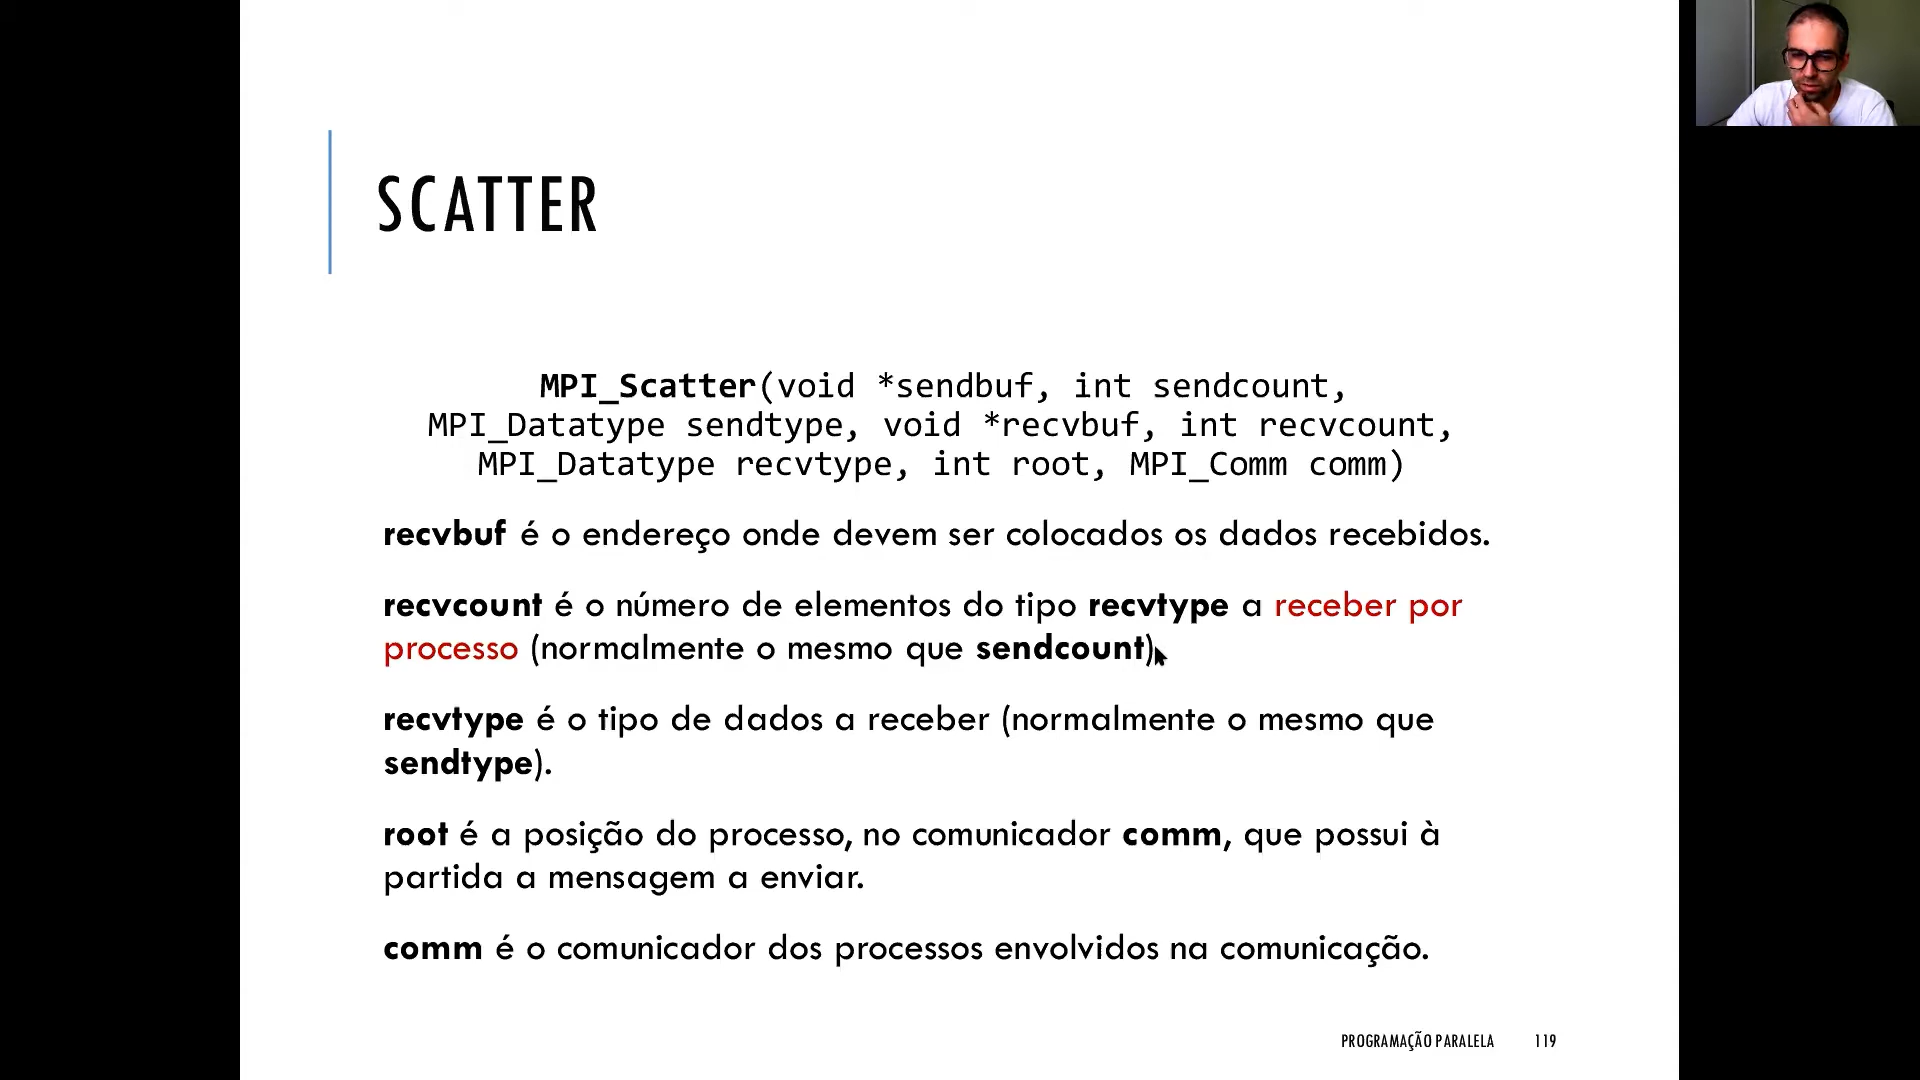 SCATTER
MPI_Scatter(void *sendbuf, int sendcount,
MPI_Datatype sendtype, void *recvbuf, int recvcount,
MPI_Datatype recvtype, int root, MPI_Comm comm)
recvbuf é o endereço onde devem ser colocados os dados recebidos.
recvcount é o número de elementos do tipo recvtype a receber por
processo (normalmente o mesmo que sendcount)
recvtype é o tipo de dados a receber (normalmente o mesmo que
sendtype).
root é a posição do processo, no comunicador comm, que possui à
partida a mensagem a enviar.
comm é o comunicador dos processos envolvidos na comunicação.
PROGRAMAÇÃO PARALELA 119